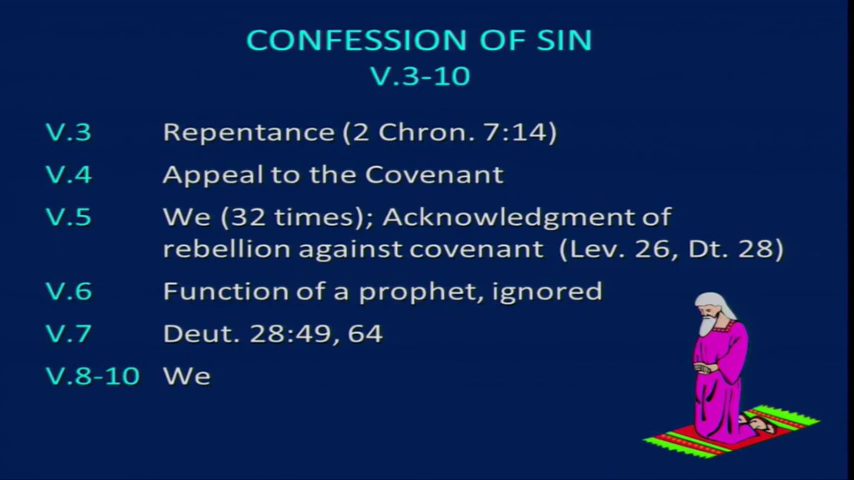 CONFESSION OF SIN
V.3-10
V.3 Repentance (2 Chron. 7:14)
V.4 Appeal to the Covenant
V.5 We (32 times); Acknowledgment of
rebellion against covenant (Lev. 26, Dt. 28)
V.6 Function of a prophet, ignored
V.7 Deut. 28:49, 64
V.8-10 We